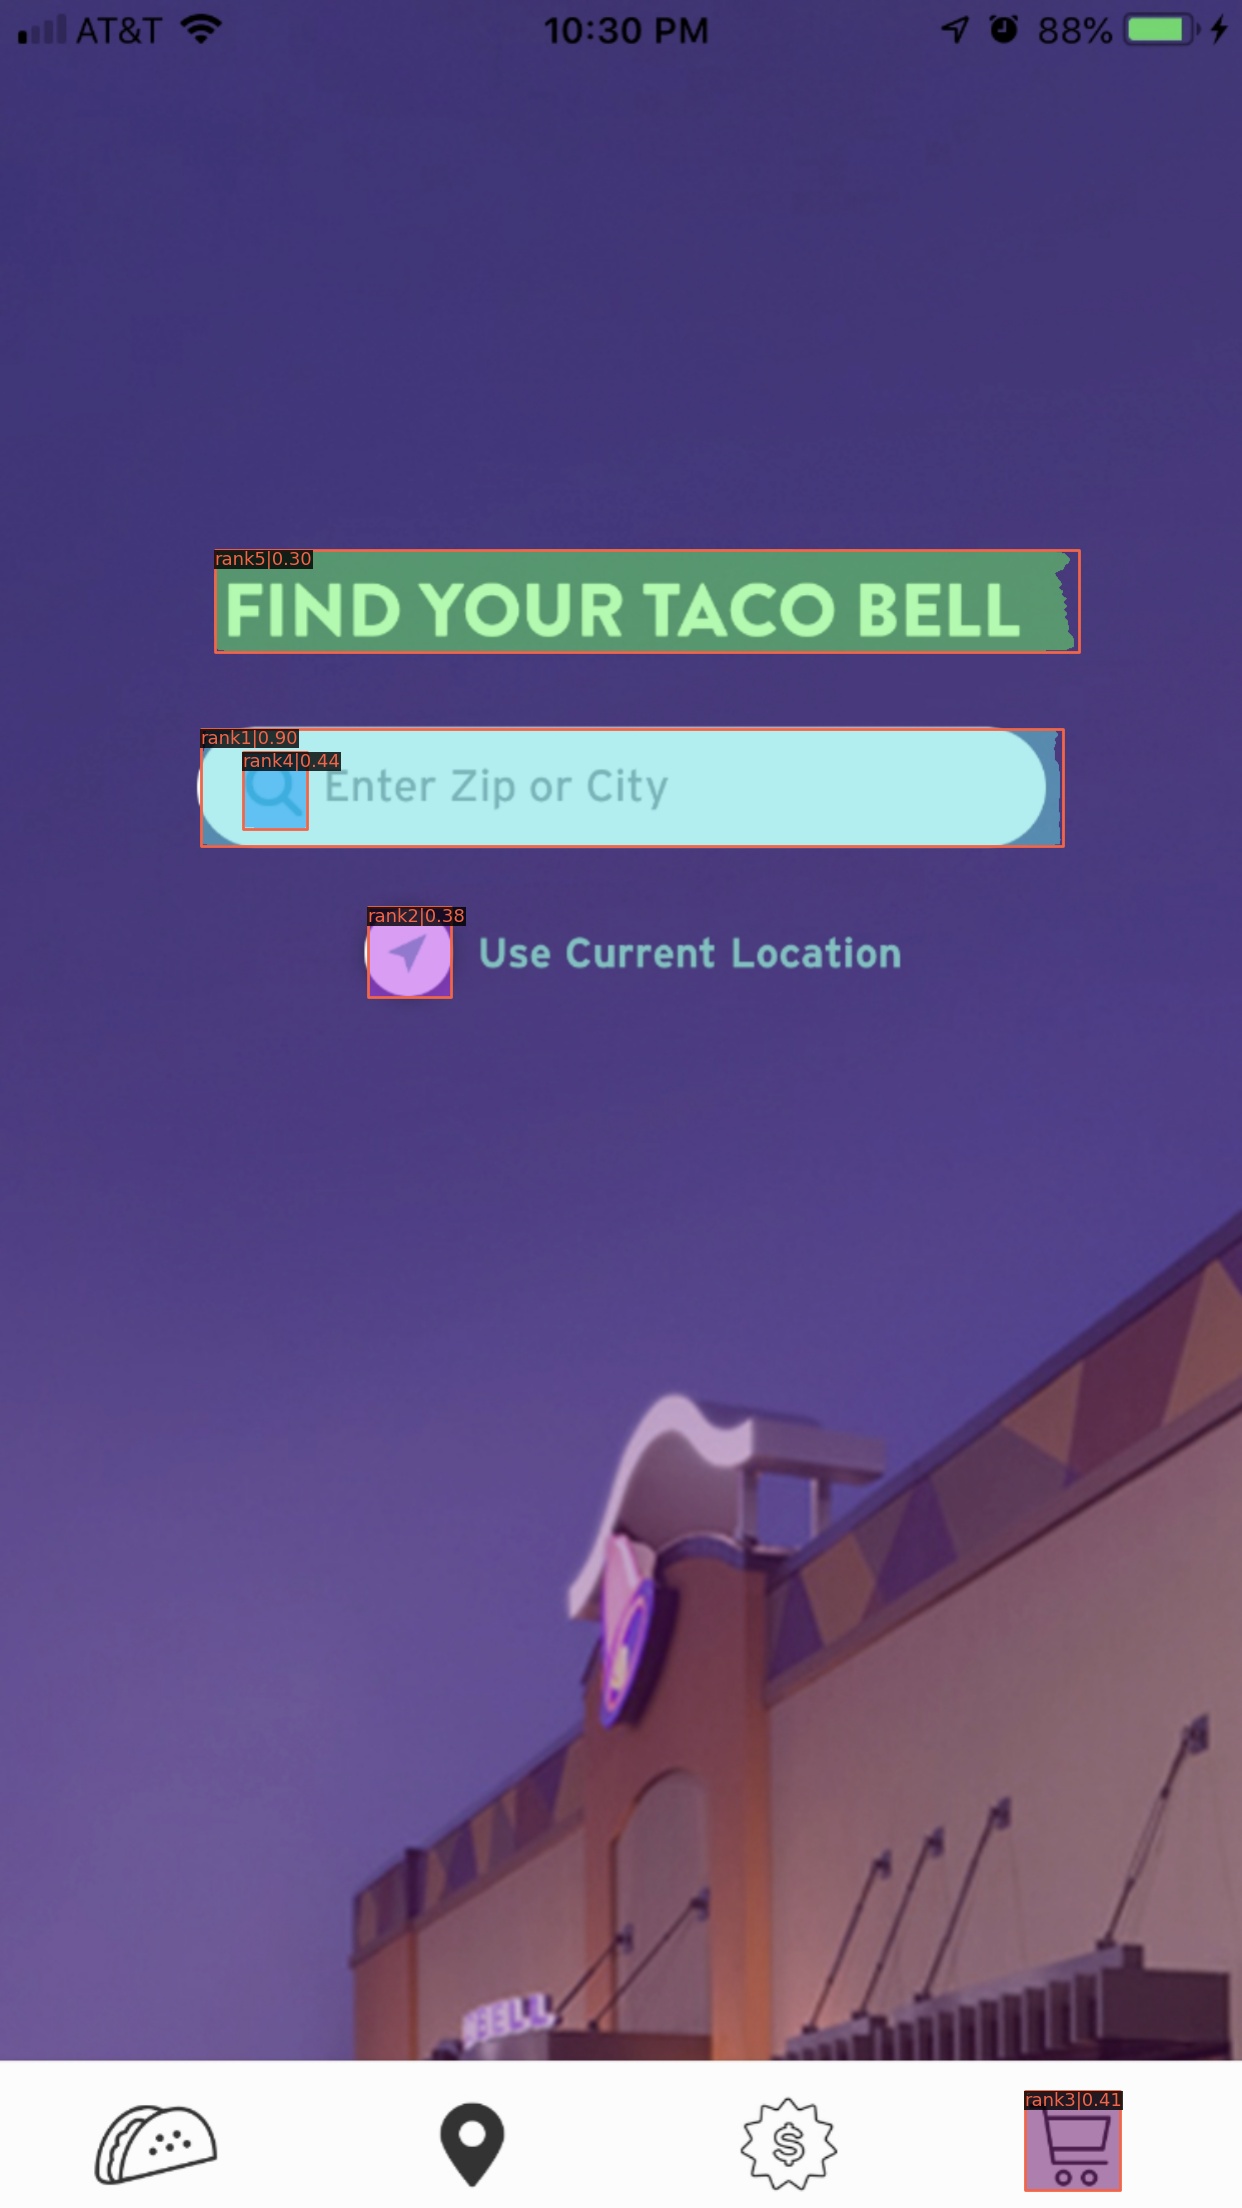 AT&T 10:30 PM 88%
rank5|0.30
FIND YOUR TACO BELL
rank1|0.90
rank4|0.44
Enter Zip or City
rank2|0.38
Use Current Location
BELL
rank3|0.41
$